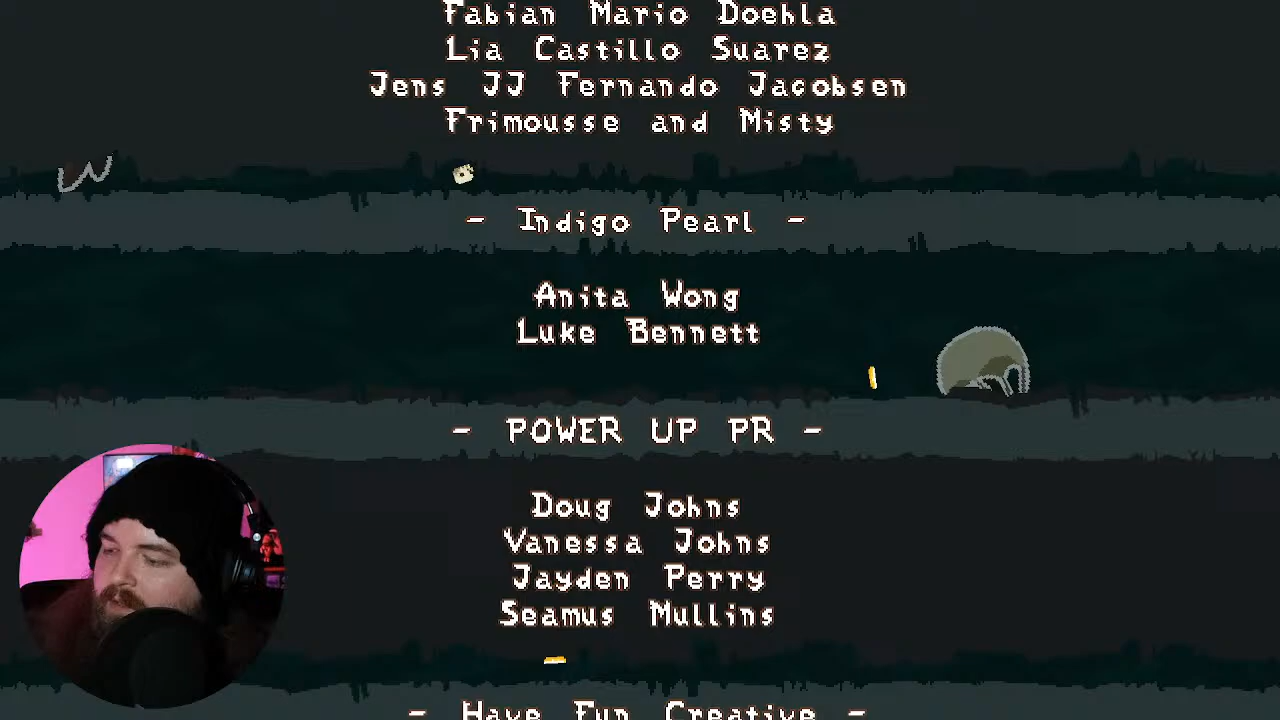 Fabian Mario Doehla
Lia Castillo Suarez
Jens JJ Fernando Jacobsen
Frimousse and Misty
- Indigo Pearl -
Anita Wong
Luke Bennett
- POWER UP PR -
Doug Johns
Vanessa Johns
Jayden Perry
Seamus Mullins
- Have Fun Creative -